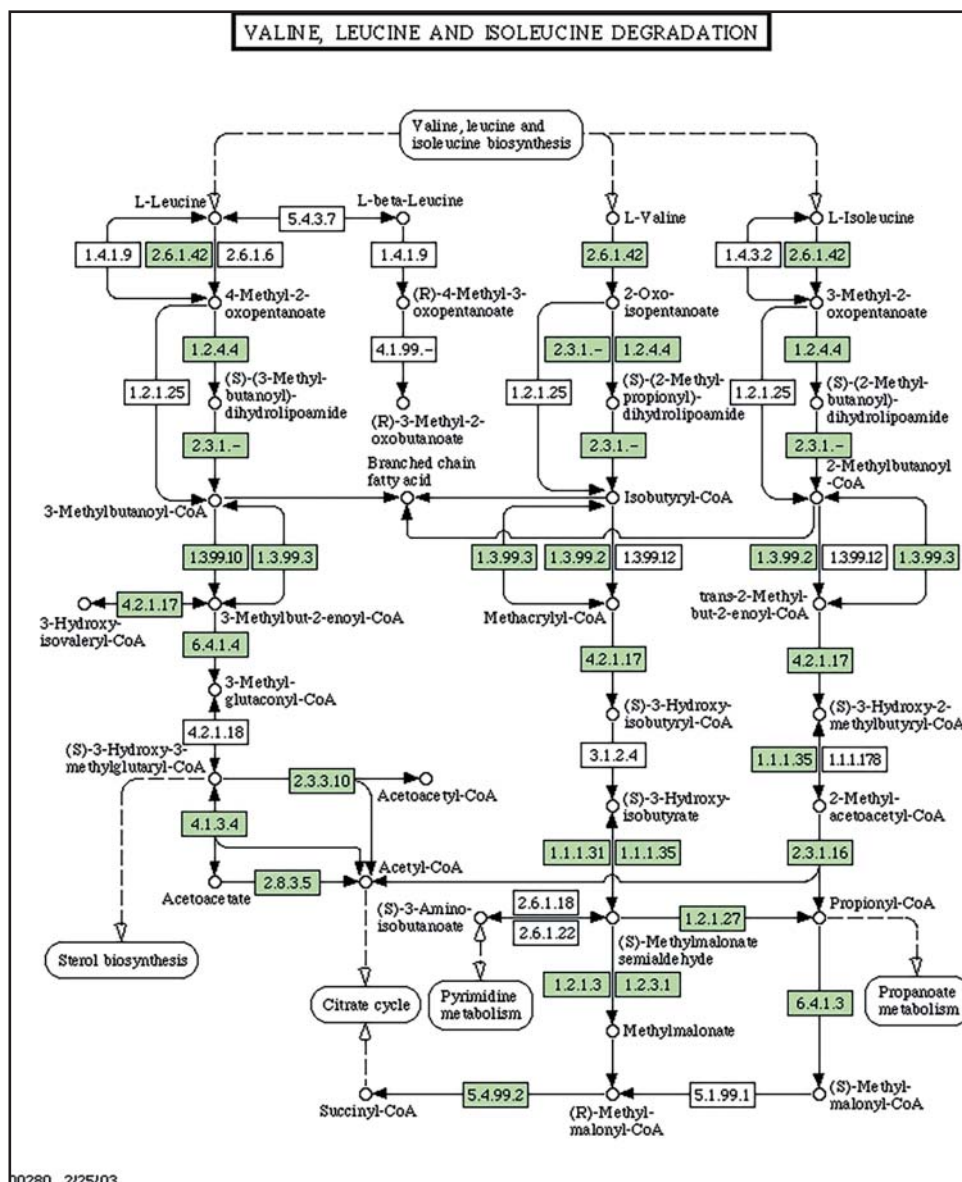 VALINE, LEUCINE AND ISOLEUCINE DEGRADATION
Valine, leucine and
isoleucine biosynthesis
L-Leucine
5.4.3.7
L-beta-Leucine
L-Valine
L-Isoleucine
1.4.1.9
2.6.1.42
2.6.1.6
1.4.1.9
2.6.1.42
1.4.3.2
2.6.1.42
4-Methyl-2-
oxopentanoate
(R)-4-Methyl-3-
oxopentanoate
2-Oxo-
isopentanoate
3-Methyl-2-
oxopentanoate
1.2.4.4
4.1.99.-
2.3.1.-
1.2.4.4
1.2.4.4
1.2.1.25
1.2.1.25
1.2.1.25
(S)-(3-Methyl-
butanoyl)-
dihydrolipoamide
(R)-3-Methyl-2-
oxobutanoate
(S)-(2-Methyl-
propionyl)-
dihydrolipoamide
(S)-(2-Methyl-
butanoyl)-
dihydrolipoamide
2.3.1.-
2.3.1.-
2.3.1.-
Branched chain
fatty acid
2-Methylbutanoyl
-CoA
3-Methylbutanoyl-CoA
Isobutyryl-CoA
1.3.99.10
1.3.99.3
1.3.99.3
1.3.99.2
1.3.99.12
1.3.99.2
1.3.99.12
1.3.99.3
4.2.1.17
3-Hydroxy-
isovaleryl-CoA
3-Methylbut-2-enoyl-CoA
Methacrylyl-CoA
trans-2-Methyl-
but-2-enoyl-CoA
6.4.1.4
4.2.1.17
4.2.1.17
3-Methyl-
glutaconyl-CoA
(S)-3-Hydroxy-
isobutyryl-CoA
(S)-3-Hydroxy-2-
methylbutyryl-CoA
4.2.1.18
3.1.2.4
1.1.1.35
1.1.1.178
(S)-3-Hydroxy-3-
methylglutaryl-CoA
2.3.3.10
Acetoacetyl-CoA
(S)-3-Hydroxy-
isobutyrate
2-Methyl-
acetoacetyl-CoA
4.1.3.4
1.1.1.31
1.1.1.35
2.3.1.16
Acetoacetate
2.8.3.5
Acetyl-CoA
(S)-3-Amino-
isobutanoate
2.6.1.18
2.6.1.22
1.2.1.27
Propionyl-CoA
(S)-Methylmalonate
semialdehyde
Sterol biosynthesis
Citrate cycle
Pyrimidine
metabolism
1.2.1.3
1.2.3.1
6.4.1.3
Propanoate
metabolism
Methylmalonate
Succinyl-CoA
5.4.99.2
(R)-Methyl-
malonyl-CoA
5.1.99.1
(S)-Methyl-
malonyl-CoA
00280 2/25/03